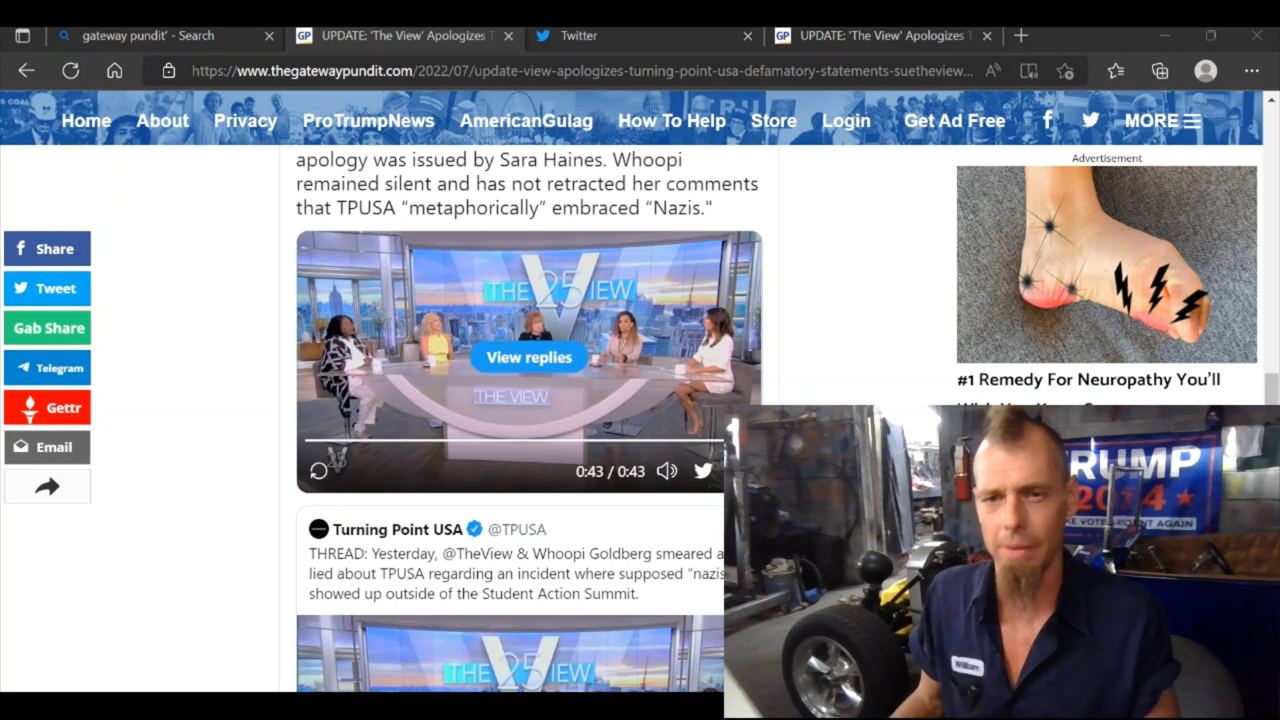 gateway pundit' - Search
UPDATE: 'The View' Apologizes T
Twitter
UPDATE: 'The View' Apologizes T
https://www.thegatewaypundit.com/2022/07/update-view-apologizes-turning-point-usa-defamatory-statements-suetheview...
Home About Privacy ProTrumpNews AmericanGulag How To Help Store Login Get Ad Free MORE
apology was issued by Sara Haines. Whoopi
remained silent and has not retracted her comments
that TPUSA “metaphorically” embraced “Nazis."
Share
Tweet
Gab Share
Telegram
Gettr
Email
THE VIEW
25
View replies
THE VIEW
0:43 / 0:43
Turning Point USA @TPUSA
THREAD: Yesterday, @TheView & Whoopi Goldberg smeared a
lied about TPUSA regarding an incident where supposed “nazis
showed up outside of the Student Action Summit.
THE VIEW
25
Advertisement
#1 Remedy For Neuropathy You’ll
RUMP
AGAIN
William